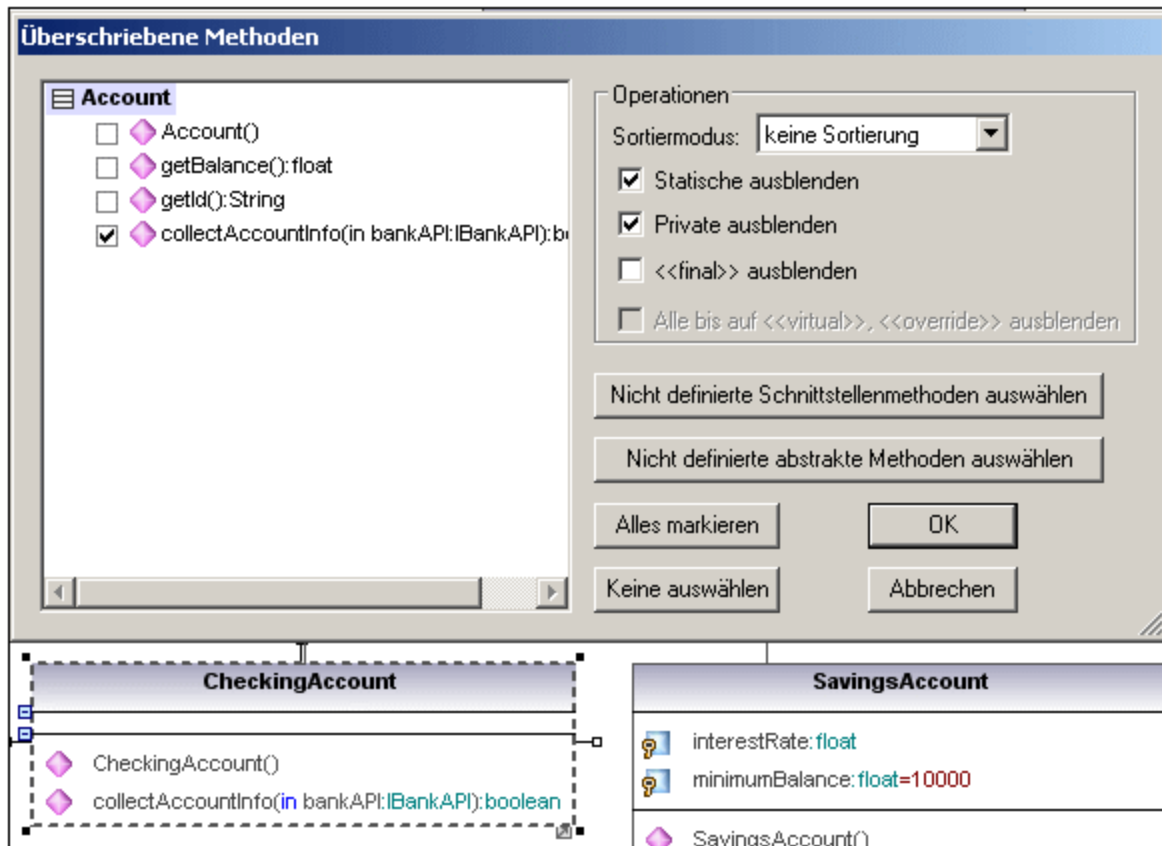 Überschriebene Methoden
Account
Account()
getBalance():float
getId():String
collectAccountInfo(in bankAPI:IBankAPI):b
Operationen
Sortiermodus: keine Sortierung
Statische ausblenden
Private ausblenden
<<final>> ausblenden
Alle bis auf <<virtual>>, <<override>> ausblenden
Nicht definierte Schnittstellenmethoden auswählen
Nicht definierte abstrakte Methoden auswählen
Alles markieren
OK
Keine auswählen
Abbrechen
CheckingAccount
CheckingAccount()
collectAccountInfo(in bankAPI:IBankAPI):boolean
SavingsAccount
interestRate:float
minimumBalance:float=10000
SavingsAccount()